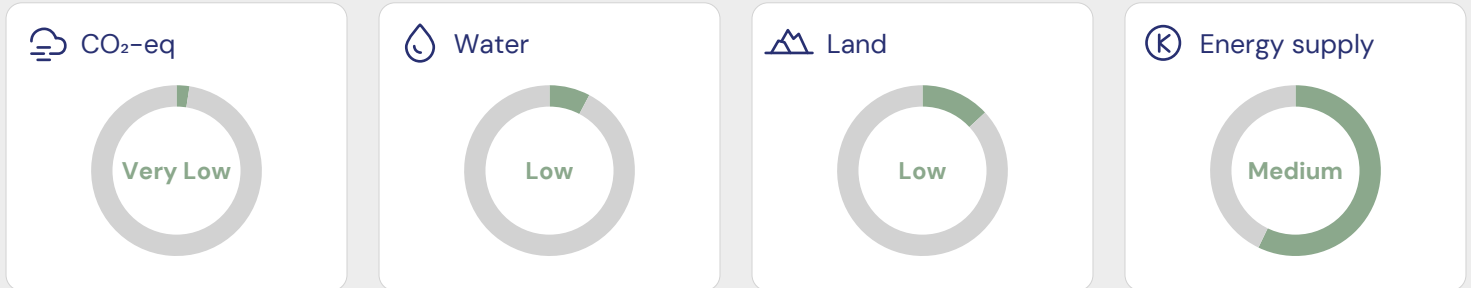 CO₂-eq
Very Low
Water
Low
Land
Low
Energy supply
Medium